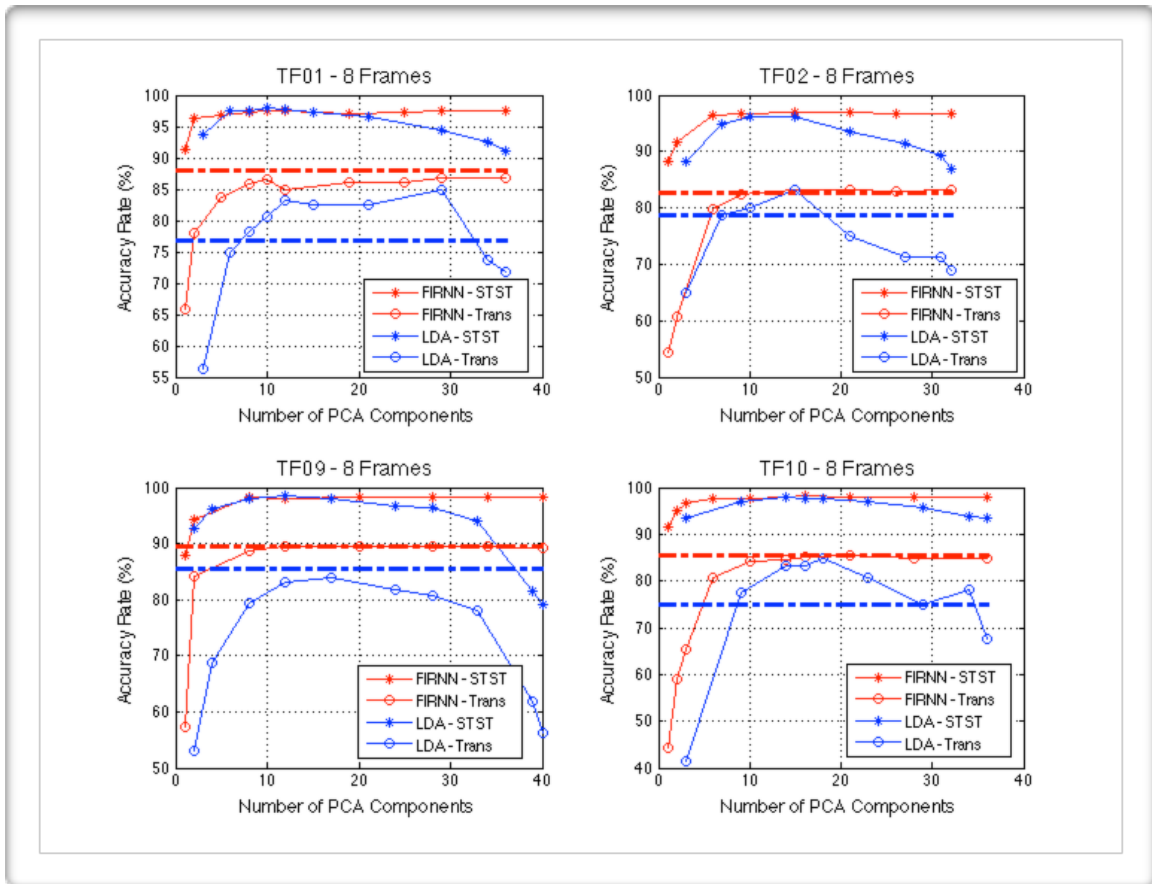 TF01 - 8 Frames
Accuracy Rate (%)
100
95
90
85
80
75
70
65
60
55
0 10 20 30 40
Number of PCA Components
FIRNN - STST
FIRNN - Trans
LDA - STST
LDA - Trans
TF02 - 8 Frames
Accuracy Rate (%)
100
90
80
70
60
50
0 10 20 30 40
Number of PCA Components
FIRNN - STST
FIRNN - Trans
LDA - STST
LDA - Trans
TF09 - 8 Frames
Accuracy Rate (%)
100
90
80
70
60
50
0 10 20 30 40
Number of PCA Components
FIRNN - STST
FIRNN - Trans
LDA - STST
LDA - Trans
TF10 - 8 Frames
Accuracy Rate (%)
100
90
80
70
60
50
40
0 10 20 30 40
Number of PCA Components
FIRNN - STST
FIRNN - Trans
LDA - STST
LDA - Trans